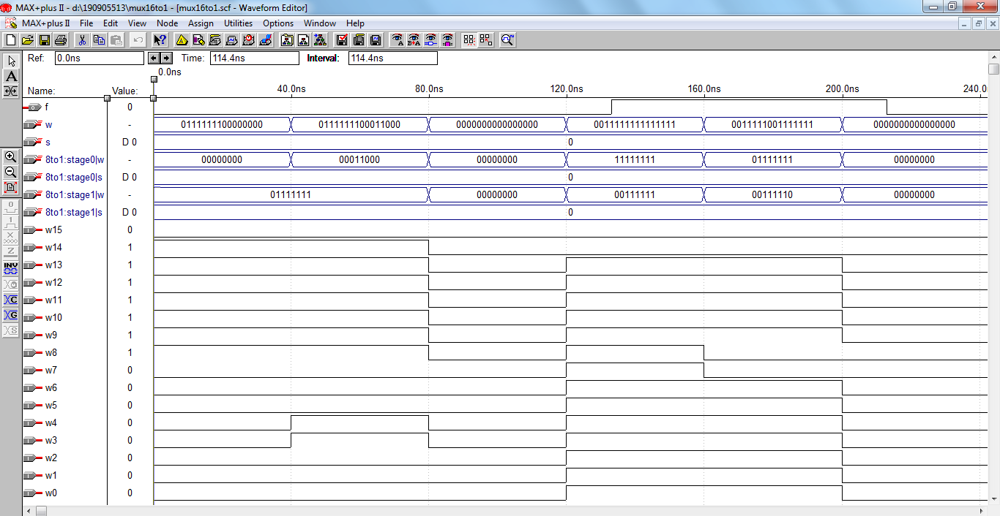 MAX+plus II - d:\190905513\mux16to1 - [mux16to1.scf - Waveform Editor]
MAX+plus II File Edit View Node Assign Utilities Options Window Help
Ref: 0.0ns Time: 114.4ns Interval: 114.4ns
0.0ns
Name: Value: 40.0ns 80.0ns 120.0ns 160.0ns 200.0ns 240.0
f 0
w - 0111111100000000 0111111100011000 0000000000000000 0011111111111111 0011111001111111 0000000000000000
s D 0 0
8to1:stage0|w - 00000000 00011000 00000000 11111111 01111111 00000000
8to1:stage0|s D 0 0
8to1:stage1|w - 01111111 00000000 00111111 00111110 00000000
8to1:stage1|s D 0 0
w15 0
w14 1
w13 1
w12 1
w11 1
w10 1
w9 1
w8 1
w7 0
w6 0
w5 0
w4 0
w3 0
w2 0
w1 0
w0 0